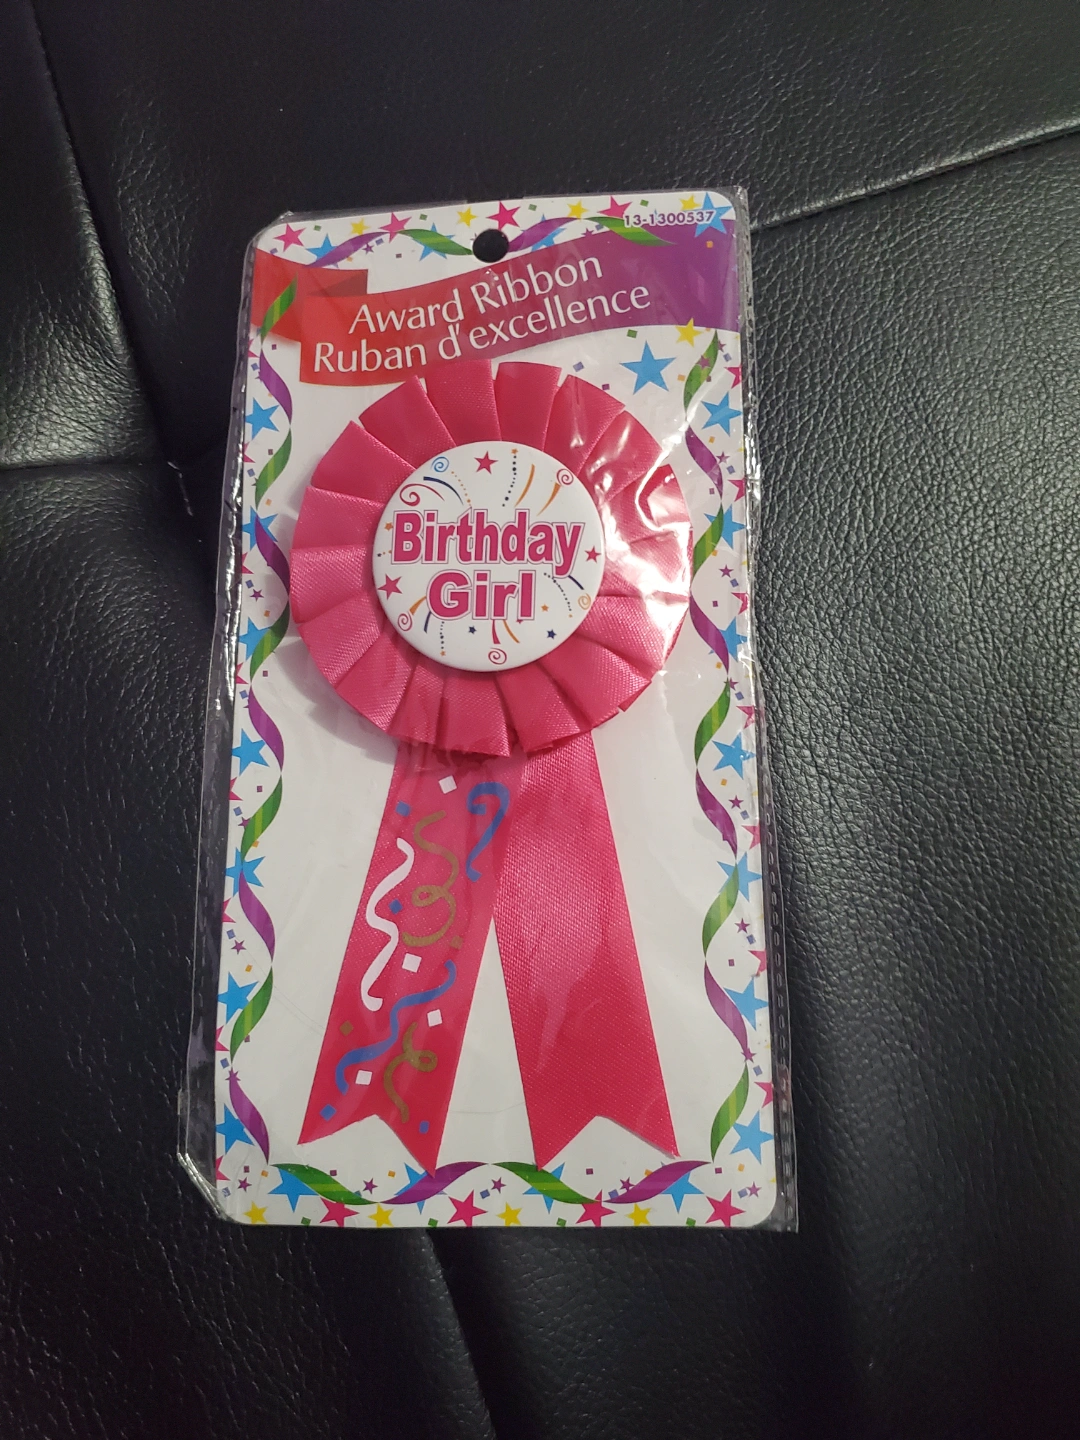 13-1300537
Award Ribbon
Ruban d'excellence
Birthday
Girl